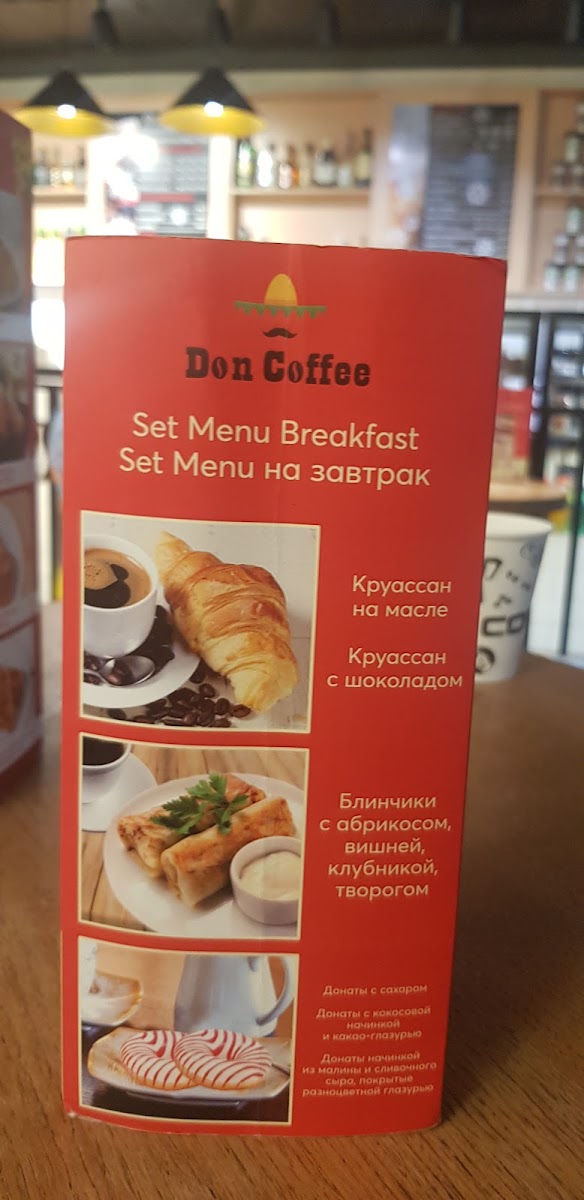 Don Coffee
Set Menu Breakfast
Set Menu на завтрак
Круассан
на масле
Круассан
с шоколадом
Блинчики
с абрикосом,
вишней,
клубникой,
творогом
Донаты с сахаром
Донаты с кокосовой
начинкой
и какао-глазурью
Донаты начинкой
из малины и сливочного
сыра, покрытые
разноцветной глазурью